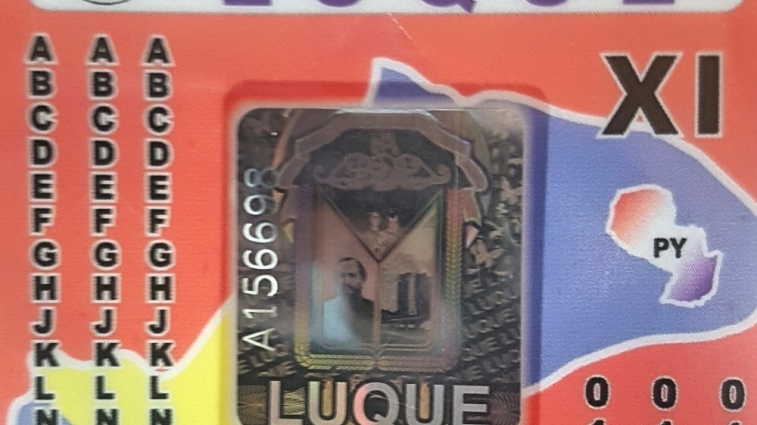 LUQUE
XI
A A A
B B B
C C C
D D D
E E E
F F F
G G G
H H H
J J J
K K K
L L L
N N N
A156698
LUQUE
PY
0 0 0